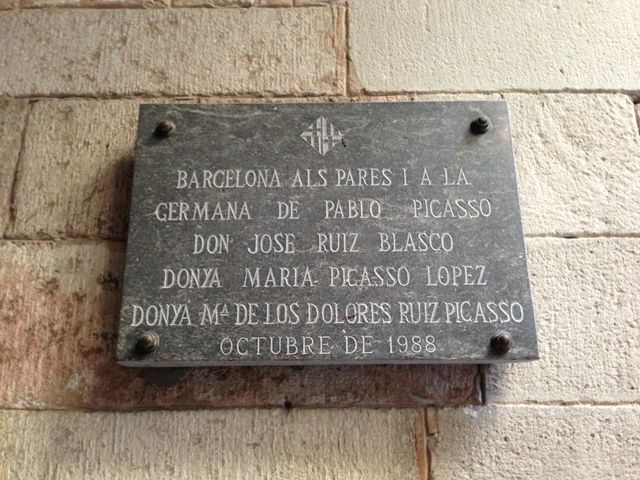 BARCELONA ALS PARES I A LA
GERMANA DE PABLO PICASSO
DON JOSE RUIZ BLASCO
DONYA MARIA PICASSO LOPEZ
DONYA Mª DE LOS DOLORES RUIZ PICASSO
OCTUBRE DE 1988